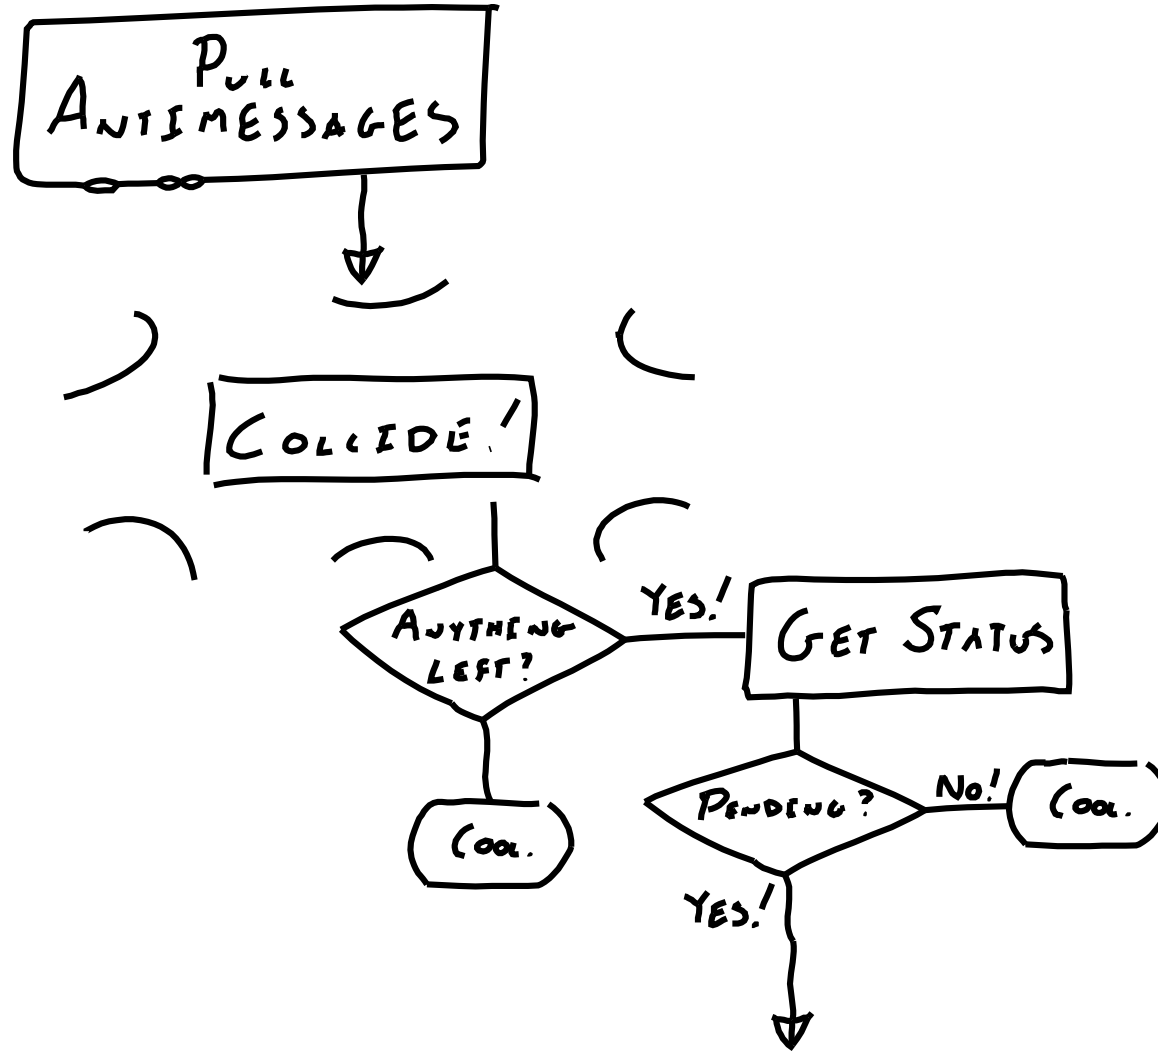 PULL
ANTIMESSAGES
COLLIDE!
ANYTHING
LEFT?
YES!
GET STATUS
PENDING?
NO!
COOL.
COOL.
YES!